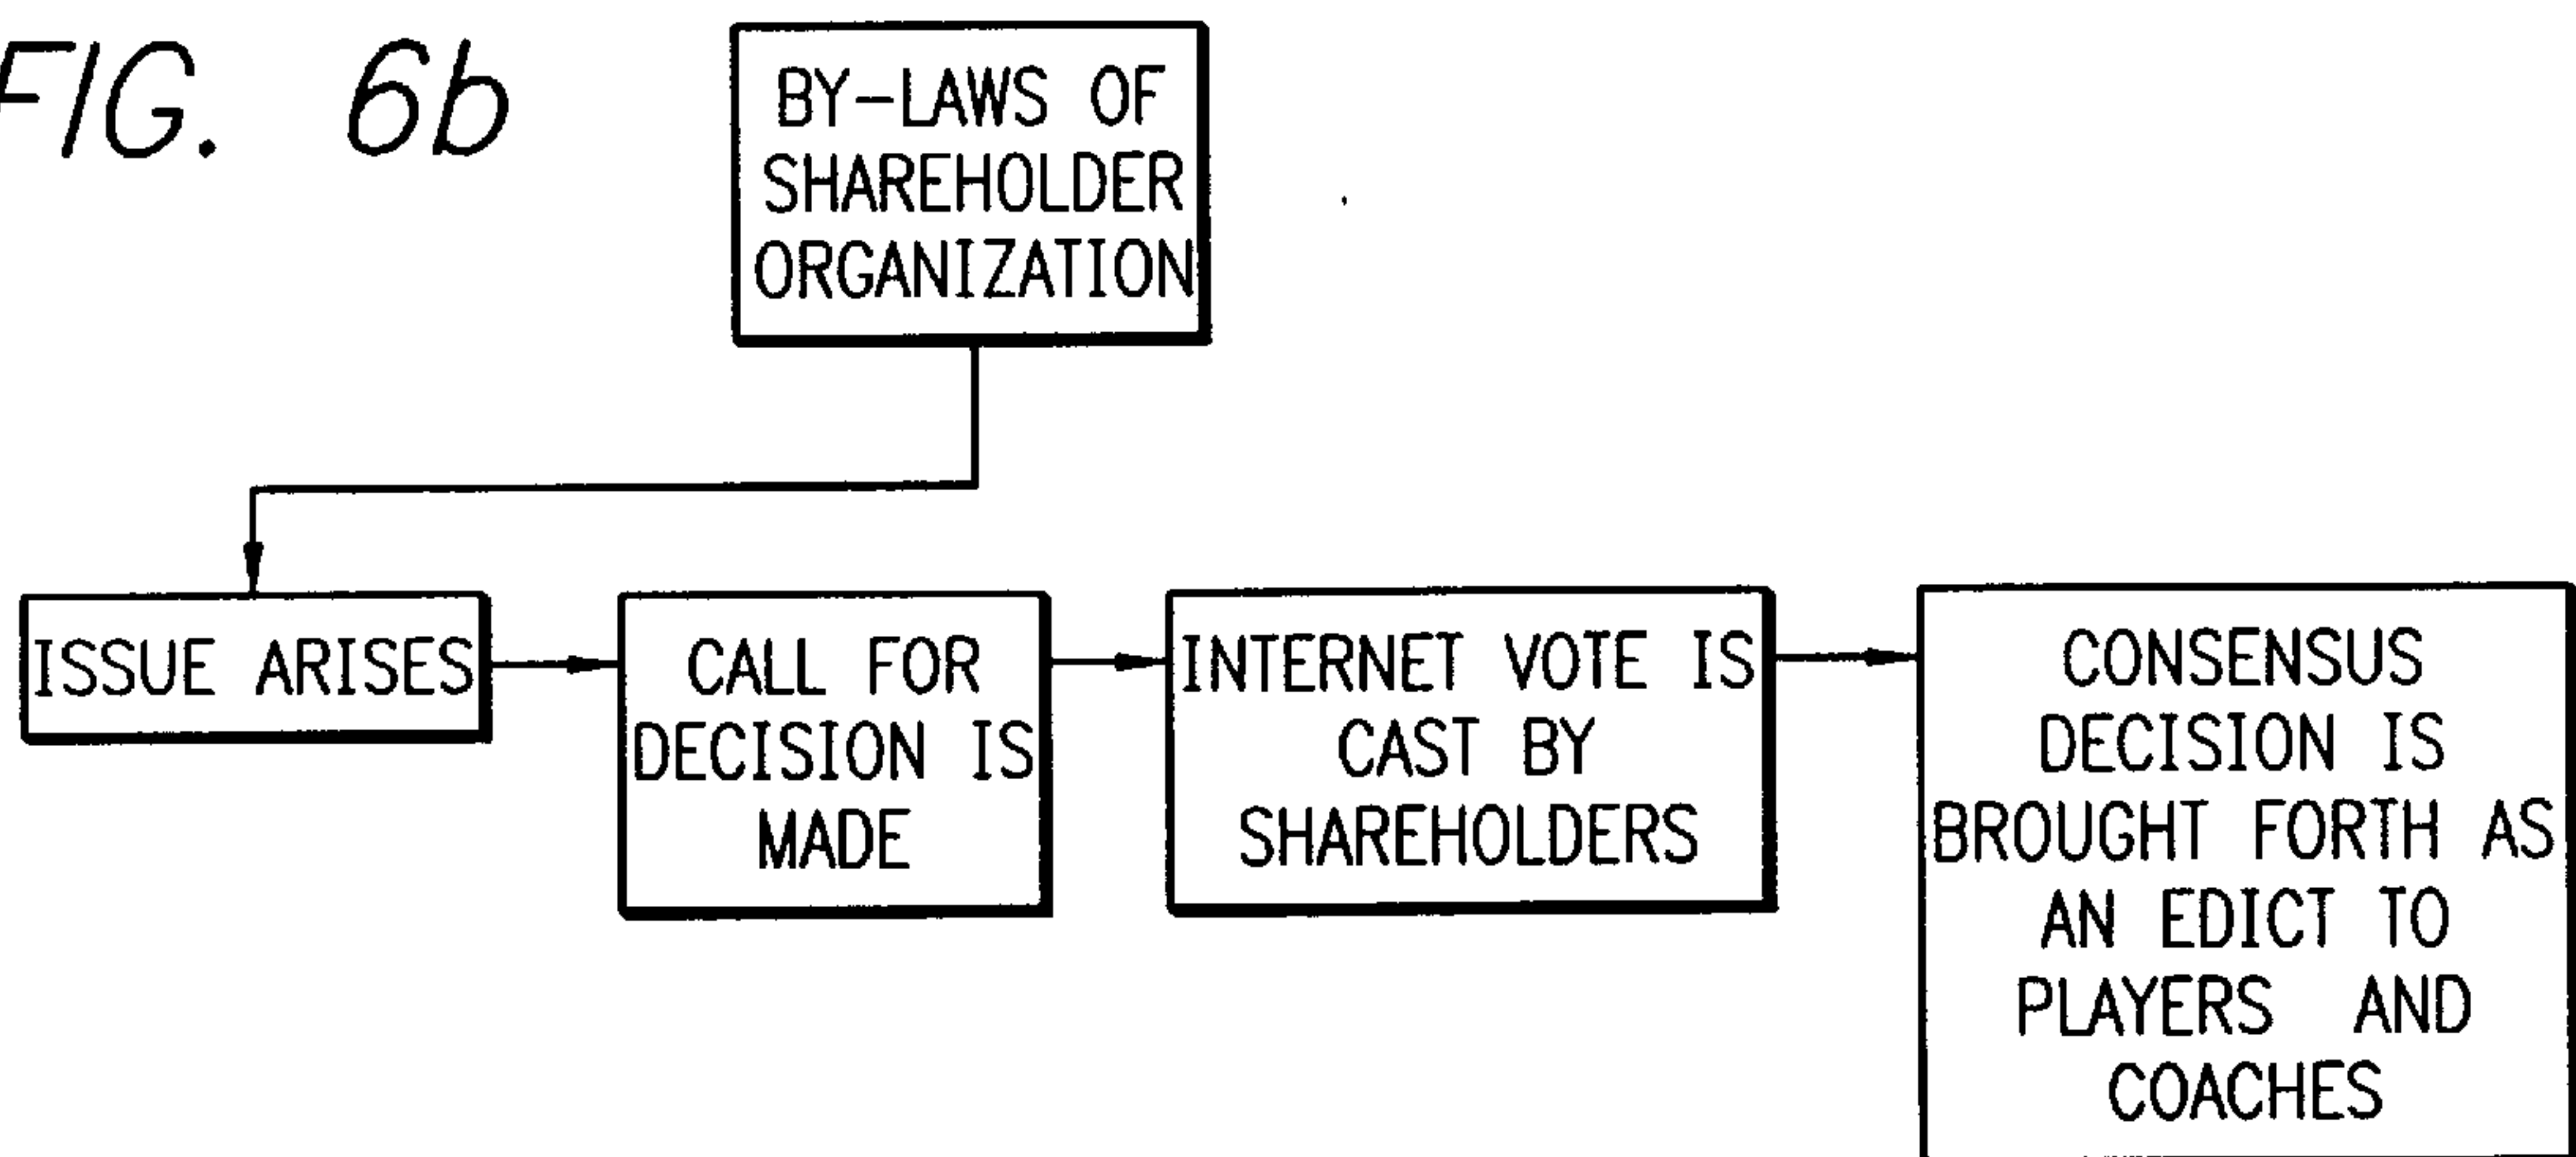 FIG. 6b
BY-LAWS OF
SHAREHOLDER
ORGANIZATION
ISSUE ARISES
CALL FOR
DECISION IS
MADE
INTERNET VOTE IS
CAST BY
SHAREHOLDERS
CONSENSUS
DECISION IS
BROUGHT FORTH AS
AN EDICT TO
PLAYERS AND
COACHES